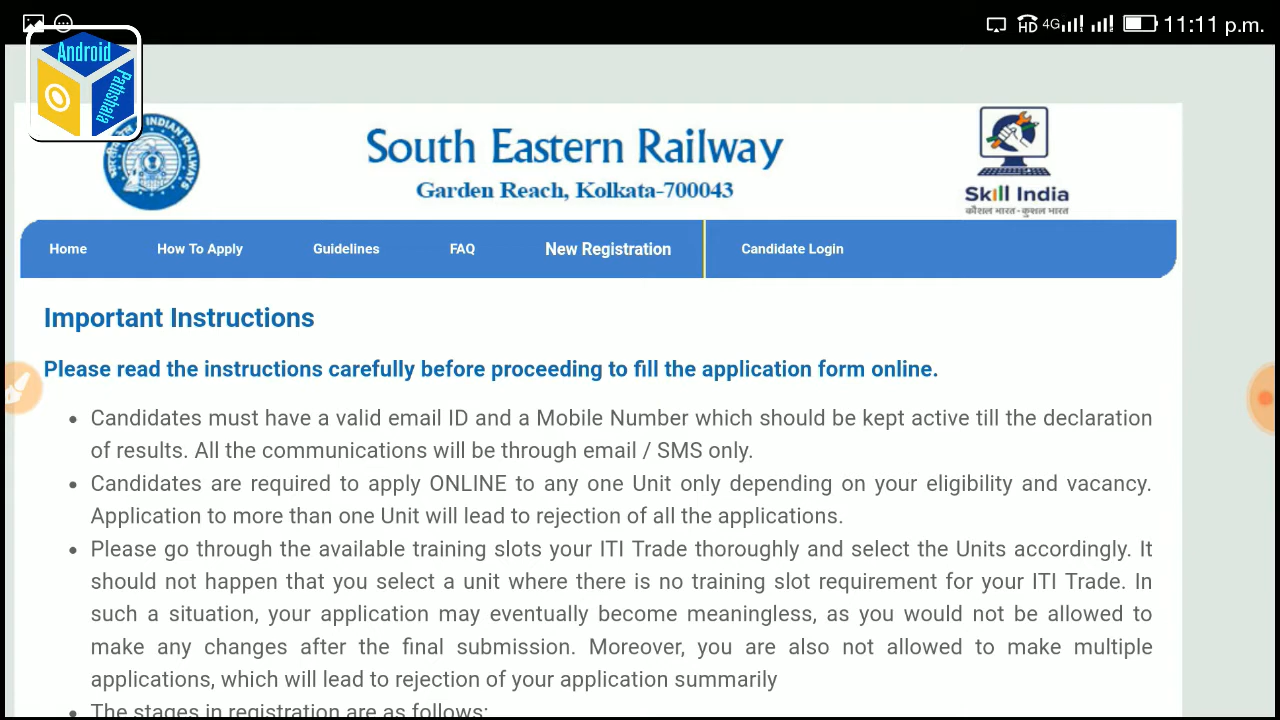 HD 4G 11:11 p.m.
Android
Pathshala
INDIAN RAILWAYS
South Eastern Railway
Garden Reach, Kolkata-700043
Skill India
कौशल भारत - कुशल भारत
Home How To Apply Guidelines FAQ New Registration Candidate Login
Important Instructions
Please read the instructions carefully before proceeding to fill the application form online.
• Candidates must have a valid email ID and a Mobile Number which should be kept active till the declaration
of results. All the communications will be through email / SMS only.
• Candidates are required to apply ONLINE to any one Unit only depending on your eligibility and vacancy.
Application to more than one Unit will lead to rejection of all the applications.
• Please go through the available training slots your ITI Trade thoroughly and select the Units accordingly. It
should not happen that you select a unit where there is no training slot requirement for your ITI Trade. In
such a situation, your application may eventually become meaningless, as you would not be allowed to
make any changes after the final submission. Moreover, you are also not allowed to make multiple
applications, which will lead to rejection of your application summarily
• The stages in registration are as follows: